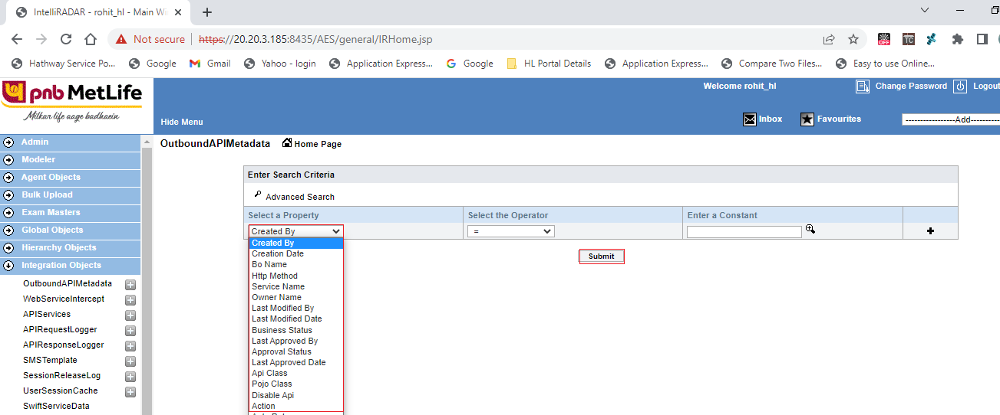 IntelliRADAR - rohit_hl - Main Wi
Not secure https://20.20.3.185:8435/AES/general/IRHome.jsp
OFF
TC
Hathway Service Po...
Google
Gmail
Yahoo - login
Application Express...
Google
HL Portal Details
Application Express...
Compare Two Files...
Easy to use Online...
pnb MetLife
Milkar life aage badhaein
Welcome rohit_hl
Change Password
Logout
Hide Menu
Inbox
Favourites
-----------------Add----------
Admin
Modeler
Agent Objects
Bulk Upload
Exam Masters
Global Objects
Hierarchy Objects
Integration Objects
OutboundAPIMetadata
WebServiceIntercept
APIServices
APIRequestLogger
APIResponseLogger
SMSTemplate
SessionReleaseLog
UserSessionCache
SwiftServiceData
OutboundAPIMetadata
Home Page
Enter Search Criteria
Advanced Search
Select a Property
Select the Operator
Enter a Constant
Created By
=
Created By
Creation Date
Bo Name
Http Method
Service Name
Owner Name
Last Modified By
Last Modified Date
Business Status
Last Approved By
Approval Status
Last Approved Date
Api Class
Pojo Class
Disable Api
Action
Submit